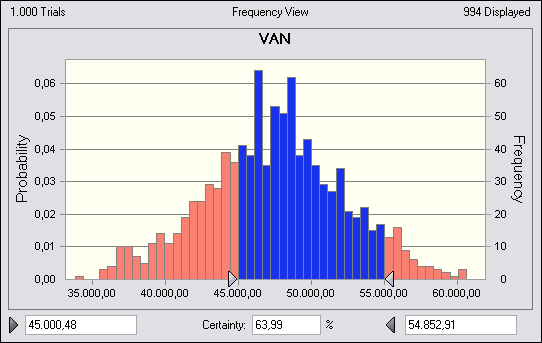 1.000 Trials Frequency View 994 Displayed
VAN
0,06 60
0,05 50
0,04 40
0,03 30
0,02 20
0,01 10
0,00 0
Probability
Frequency
35.000,00 40.000,00 45.000,00 50.000,00 55.000,00 60.000,00
45.000,48 Certainty: 63,99 % 54.852,91